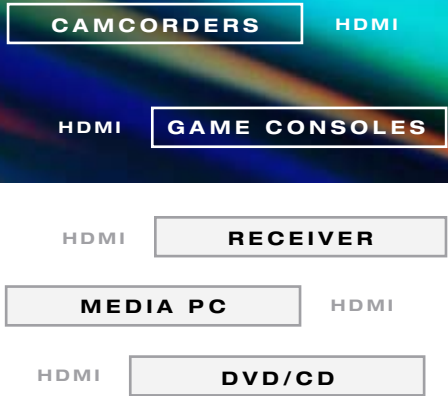 CAMCORDERS HDMI
HDMI GAME CONSOLES
HDMI RECEIVER
MEDIA PC HDMI
HDMI DVD/CD